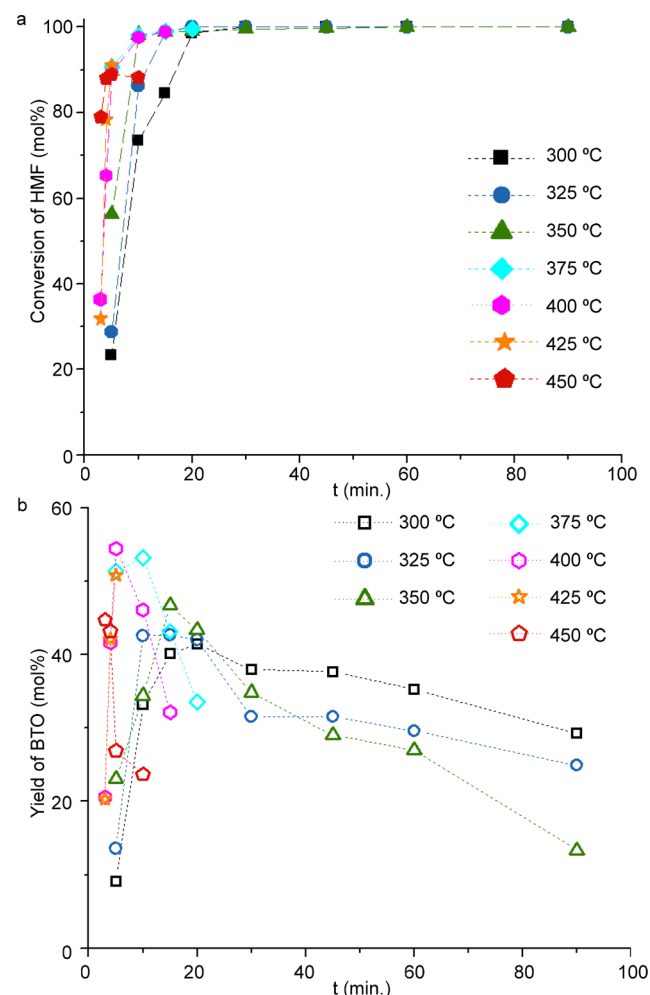 a
100
80
60
40
20
0
Conversion of HMF (mol%)
300 ºC
325 ºC
350 ºC
375 ºC
400 ºC
425 ºC
450 ºC
0
20
40
60
80
100
t (min.)
b
60
40
20
0
Yield of BTO (mol%)
300 ºC
325 ºC
350 ºC
375 ºC
400 ºC
425 ºC
450 ºC
0
20
40
60
80
100
t (min.)